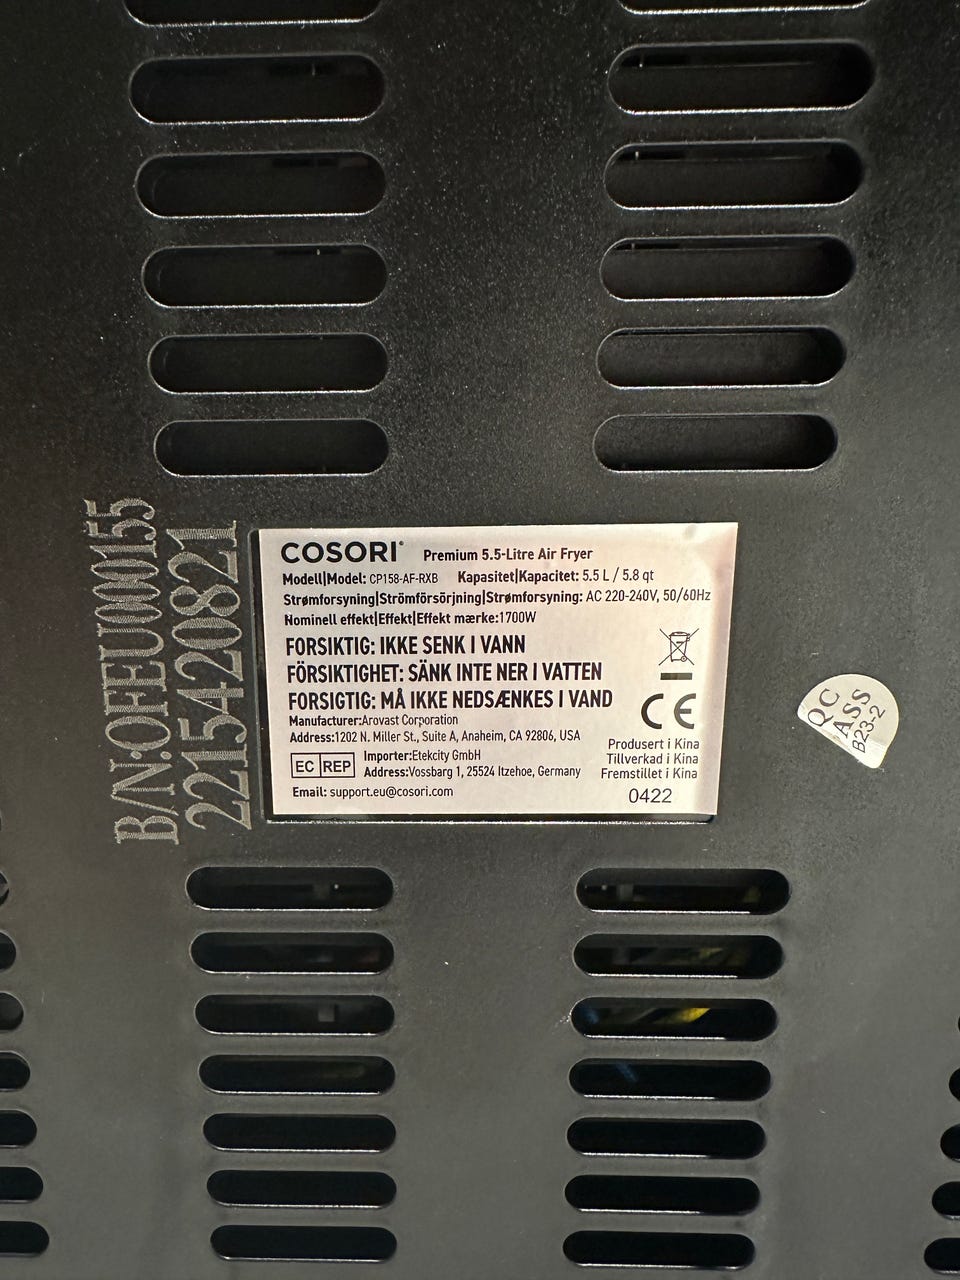 COSORI® Premium 5.5-Litre Air Fryer
Modell|Model: CP158-AF-RXB Kapasitet|Kapacitet: 5.5 L / 5.8 qt
Strømforsyning|Strömförsörjning|Strømforsyning: AC 220-240V, 50/60Hz
Nominell effekt|Effekt|Effekt mærke:1700W
FORSIKTIG: IKKE SENK I VANN
FÖRSIKTIGHET: SÄNK INTE NER I VATTEN
FORSIGTIG: MÅ IKKE NEDSÆNKES I VAND
Manufacturer:Arovast Corporation
Address:1202 N. Miller St., Suite A, Anaheim, CA 92806, USA
EC REP
Importer:Etekcity GmbH
Address:Vossbarg 1, 25524 Itzehoe, Germany
Email: support.eu@cosori.com
CE
Produsert i Kina
Tillverkad i Kina
Fremstillet i Kina
0422
B/N:OFEU000155
2215420821
QC
PASS
B23-2